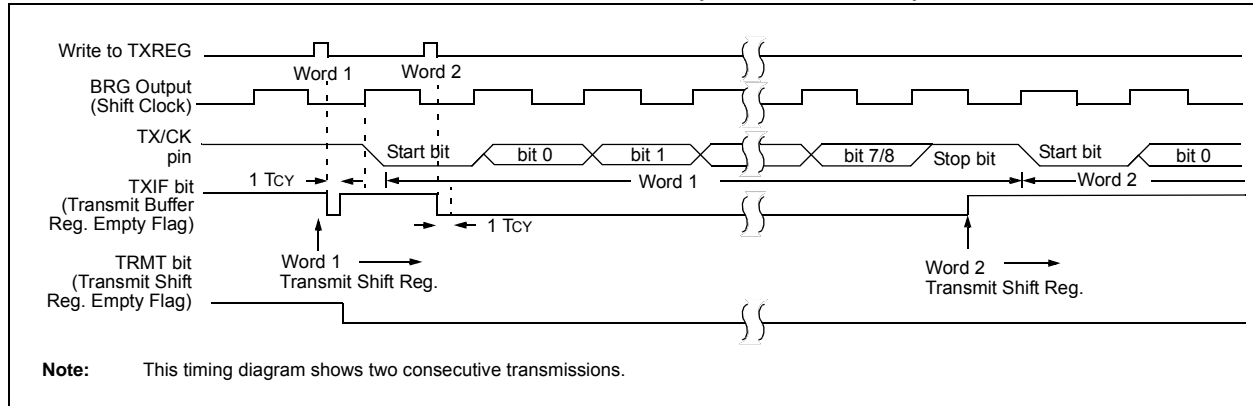 Write to TXREG
Word 1
Word 2
BRG Output
(Shift Clock)
TX/CK
pin
Start bit
bit 0
bit 1
bit 7/8
Stop bit
Start bit
bit 0
1 TCY
Word 1
Word 2
TXIF bit
(Transmit Buffer
Reg. Empty Flag)
1 TCY
Word 1
Transmit Shift Reg.
Word 2
Transmit Shift Reg.
TRMT bit
(Transmit Shift
Reg. Empty Flag)
Note: This timing diagram shows two consecutive transmissions.